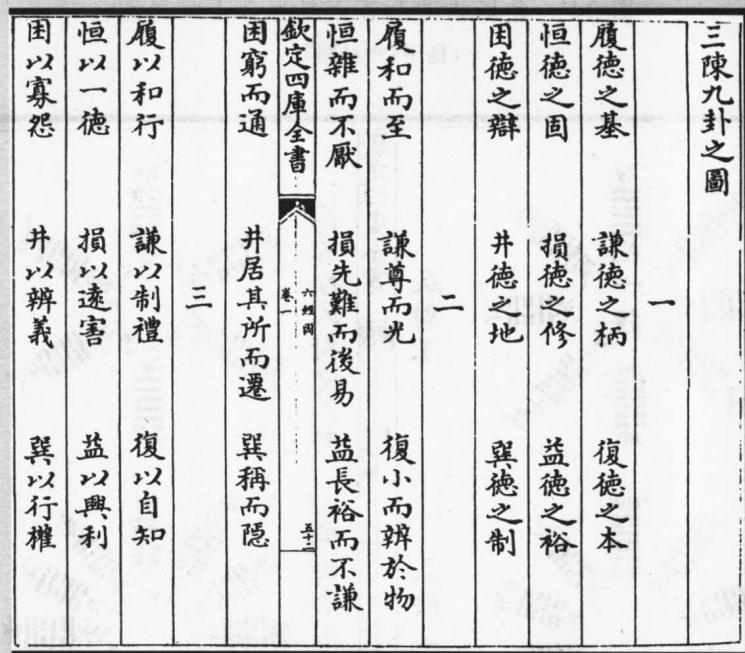 三陳九卦之圖
一
履德之基 謙德之柄 復德之本
恒德之固 損德之修 益德之裕
困德之辯 井德之地 巽德之制
二
履和而至 謙尊而光 復小而辨於物
恒雜而不厭 損先難而後易 益長裕而不謙
欽定四庫全書 六經圖 卷一 五十二
困窮而通 井居其所而遷 巽稱而隱
三
履以和行 謙以制禮 復以自知
恒以一德 損以遠害 益以興利
困以寡怨 井以辨義 巽以行權